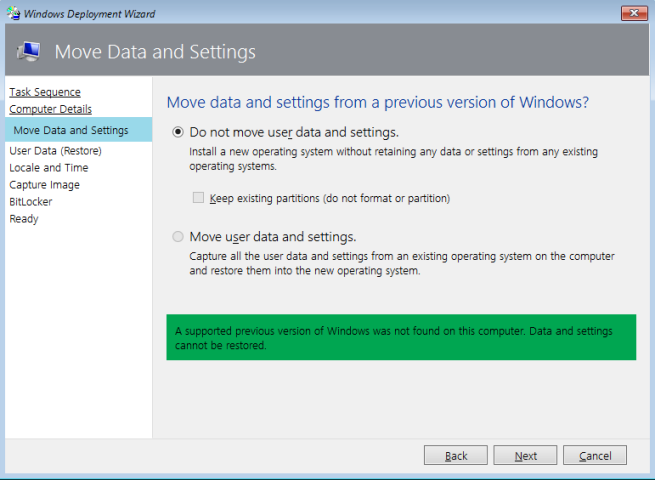 Windows Deployment Wizard
Move Data and Settings
Task Sequence
Computer Details
Move Data and Settings
User Data (Restore)
Locale and Time
Capture Image
BitLocker
Ready
Move data and settings from a previous version of Windows?
Do not move user data and settings.
Install a new operating system without retaining any data or settings from any existing
operating systems.
Keep existing partitions (do not format or partition)
Move user data and settings.
Capture all the user data and settings from an existing operating system on the computer
and restore them into the new operating system.
A supported previous version of Windows was not found on this computer. Data and settings
cannot be restored.
Back
Next
Cancel